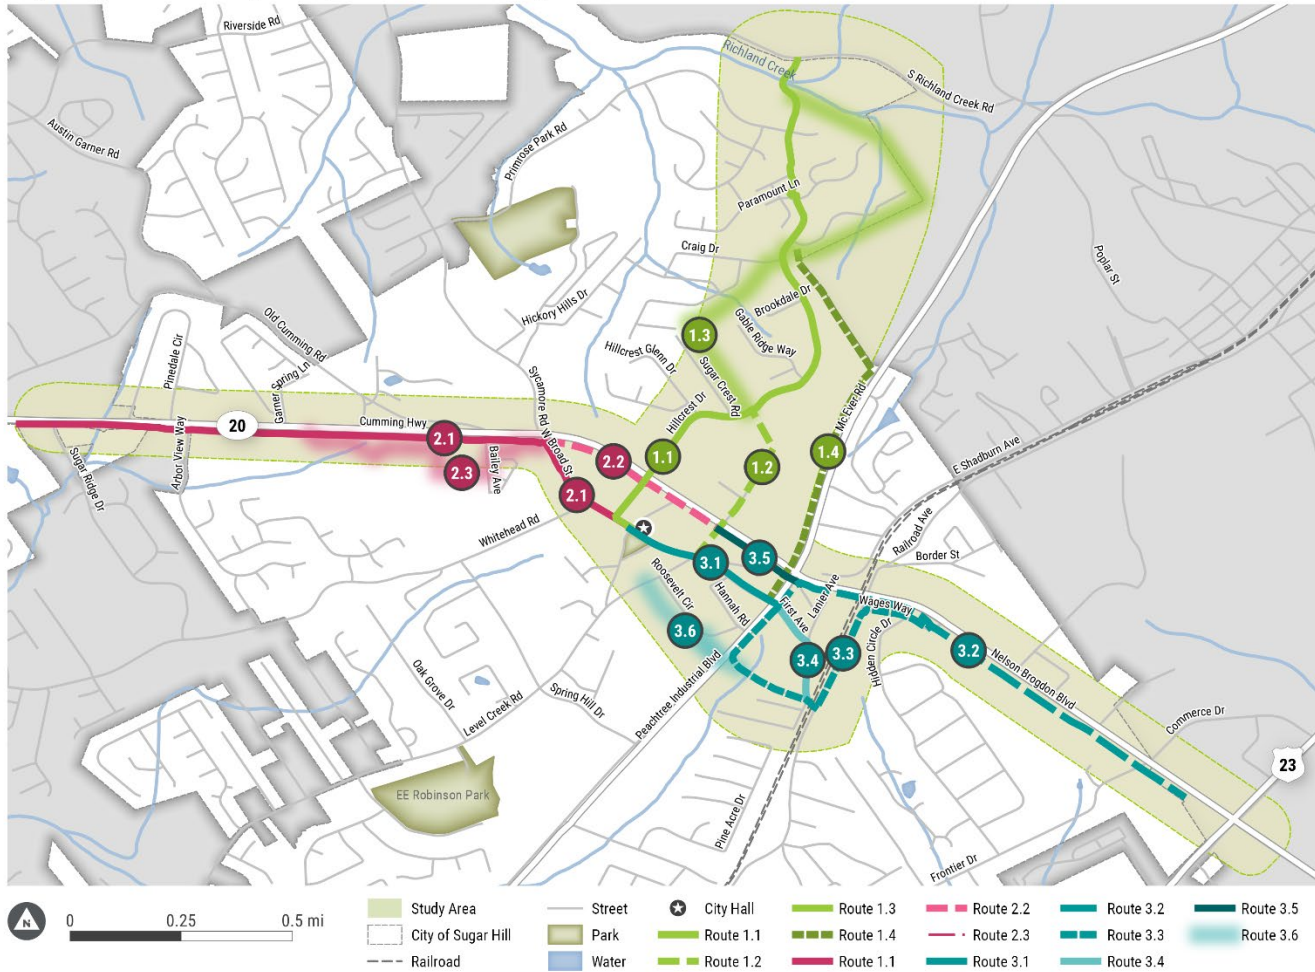 Riverside Rd
Richland Creek
S Richland Creek Rd
Austin Garner Rd
Primrose Park Rd
Paramount Ln
Craig Dr
Poplar St
Hickory Hills Dr
Brookdale Dr
Old Cumming Rd
Pinedale Cir
1.3
Gable Ridge Way
Hillcrest Glenn Dr
Sugar Crest Rd
Garner
Spring Ln
Sycamore Rd
Hillcrest Dr
Mc Ever Rd
20
Cumming Hwy
2.1
W Broad St
E Shadburn Ave
Arbor View Way
Sugar Ridge Dr
2.3
Bailey Ave
2.2
1.1
1.2
1.4
2.1
Whitehead Rd
Railroad Ave
Border St
3.1
3.5
Roosevelt Cir
Hannah Rd
First Ave
Lanier Ave
Wages Way
3.6
3.4
3.3
Hidden Circle Dr
3.2
Nelson Brogdon Blvd
Oak Grove Dr
Level Creek Rd
Spring Hill Dr
Peachtree Industrial Blvd
Commerce Dr
23
EE Robinson Park
Pine Acre Dr
Frontier Dr
N
0 0.25 0.5 mi
Study Area
City of Sugar Hill
Railroad
Street
Park
Water
City Hall
Route 1.1
Route 1.2
Route 1.3
Route 1.4
Route 1.1
Route 2.2
Route 2.3
Route 3.1
Route 3.2
Route 3.3
Route 3.4
Route 3.5
Route 3.6